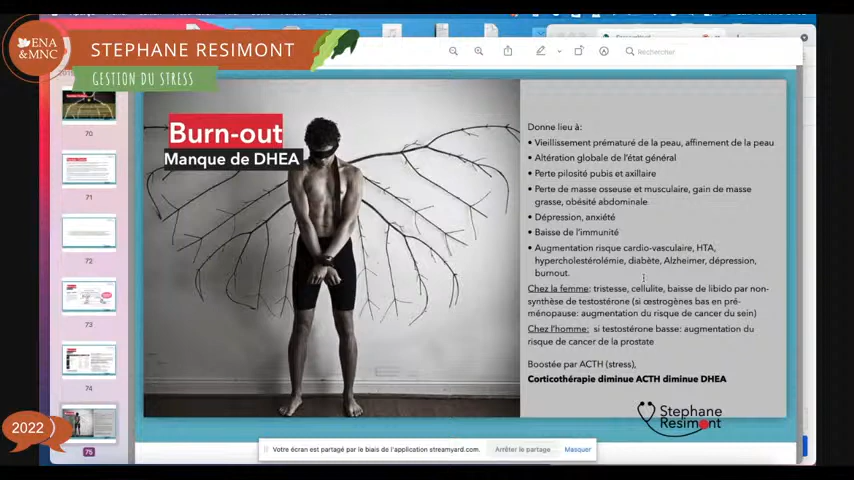 ENA
&MNC
STEPHANE RESIMONT
GESTION DU STRESS
Rechercher
70
71
72
73
74
75
2022
Burn-out
Manque de DHEA
Donne lieu à:
• Vieillissement prématuré de la peau, affinement de la peau
• Altération globale de l'état général
• Perte pilosité pubis et axillaire
• Perte de masse osseuse et musculaire, gain de masse
grasse, obésité abdominale
• Dépression, anxiété
• Baisse de l'immunité
• Augmentation risque cardio-vasculaire, HTA,
hypercholestérolémie, diabète, Alzheimer, dépression,
burnout.
Chez la femme: tristesse, cellulite, baisse de libido par non-
synthèse de testostérone (si œstrogènes bas en pré-
ménopause: augmentation du risque de cancer du sein)
Chez l'homme: si testostérone basse: augmentation du
risque de cancer de la prostate
Boostée par ACTH (stress),
Corticothérapie diminue ACTH diminue DHEA
Stephane
Resimont
Votre écran est partagé par le biais de l'application streamyard.com.
Arrêter le partage
Masquer